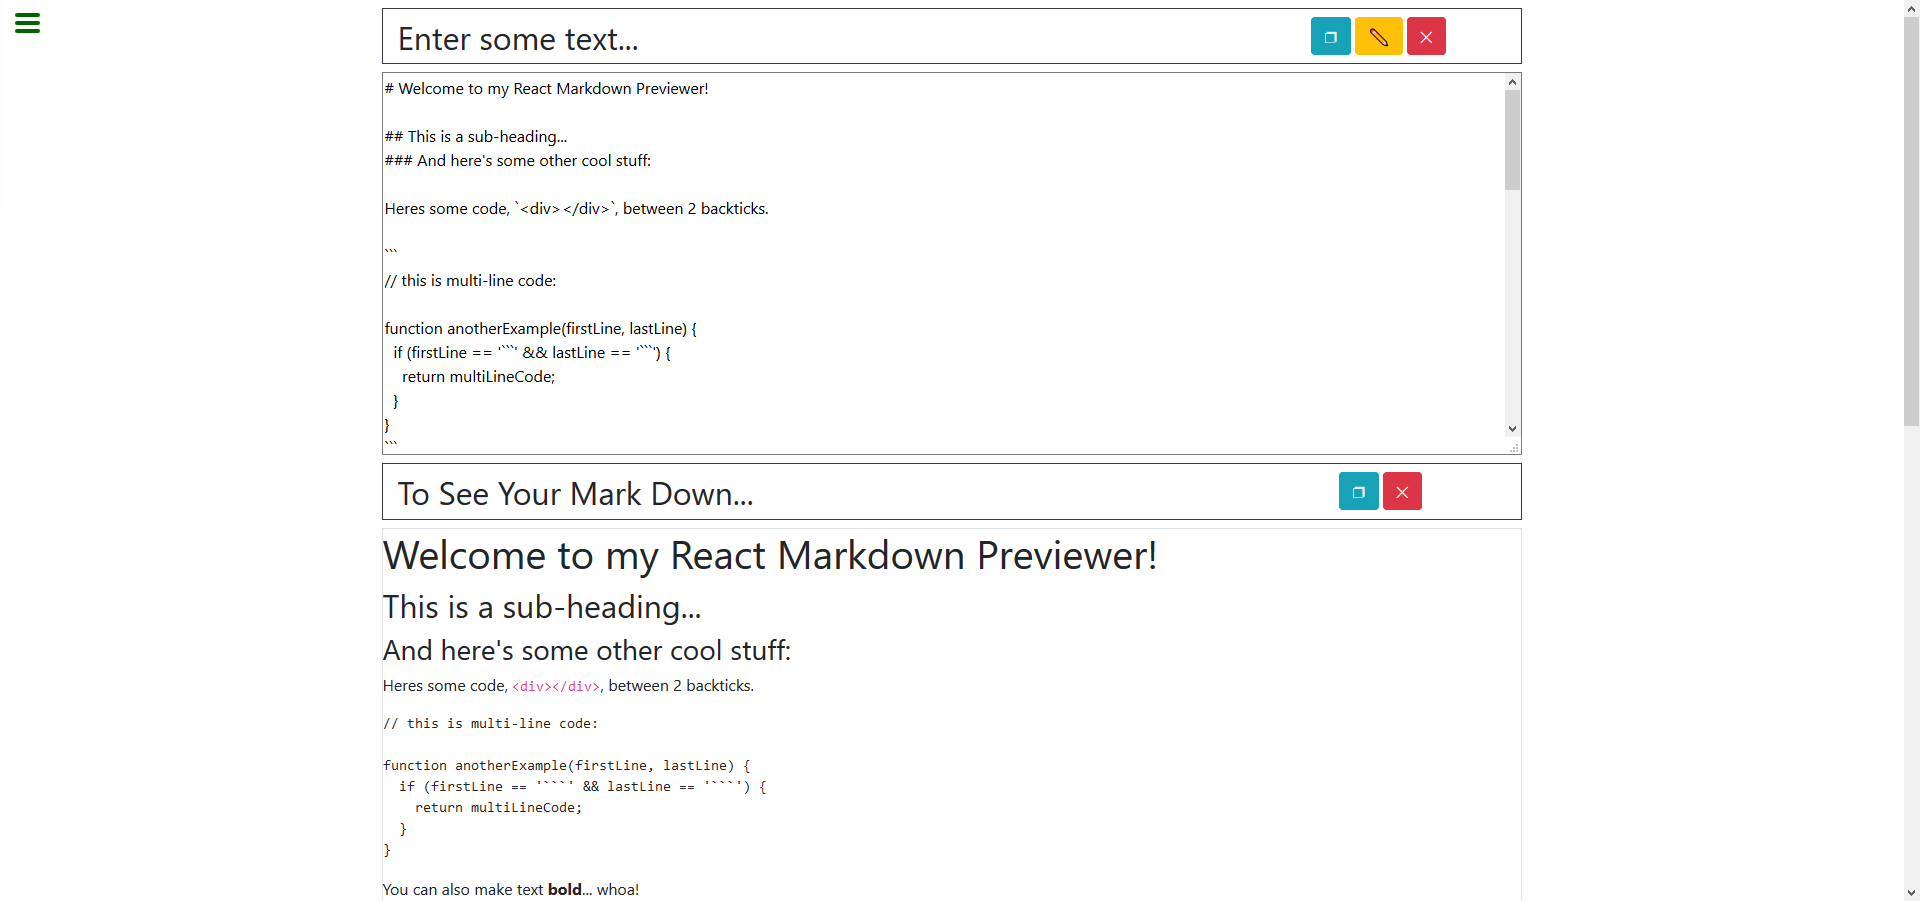 Enter some text...
# Welcome to my React Markdown Previewer!
## This is a sub-heading...
### And here's some other cool stuff:
Heres some code, `<div></div>`, between 2 backticks.
```
// this is multi-line code:
function anotherExample(firstLine, lastLine) {
  if (firstLine == '```' && lastLine == '```') {
    return multiLineCode;
  }
}
```
To See Your Mark Down...
Welcome to my React Markdown Previewer!
This is a sub-heading...
And here's some other cool stuff:
Heres some code, <div></div>, between 2 backticks.
// this is multi-line code:
function anotherExample(firstLine, lastLine) {
  if (firstLine == '```' && lastLine == '```') {
    return multiLineCode;
  }
}
You can also make text bold... whoa!